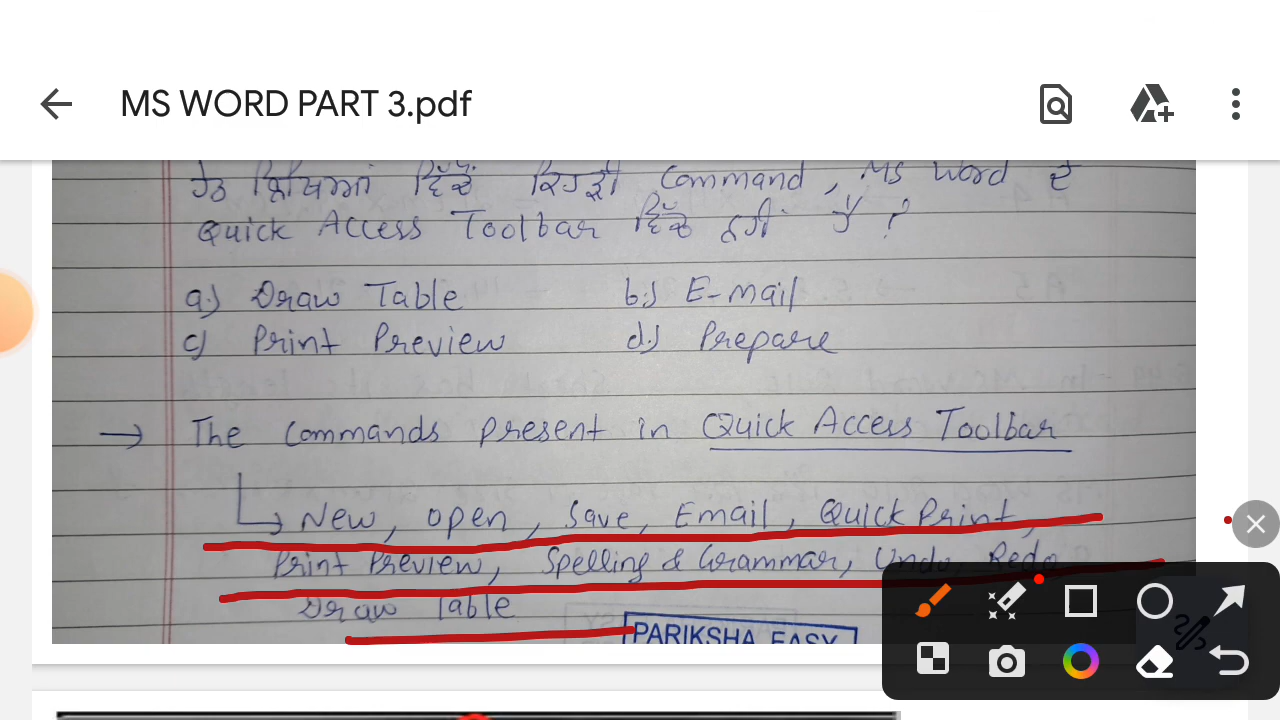 MS WORD PART 3.pdf
ਹੇਠ ਲਿਖਿਆਂ ਵਿੱਚੋਂ ਕਿਹੜੀ Command, MS Word ਦੇ
Quick Access Toolbar ਵਿੱਚ ਨਹੀਂ ਹੈ ?
a.) Draw Table b.) E-mail
c) Print Preview d.) Prepare
→ The Commands present in Quick Access Toolbar
New, open, Save, Email, Quick Print,
Print Preview, Spelling & Grammar, Undo, Redo,
Draw Table
PARIKSHA EASY